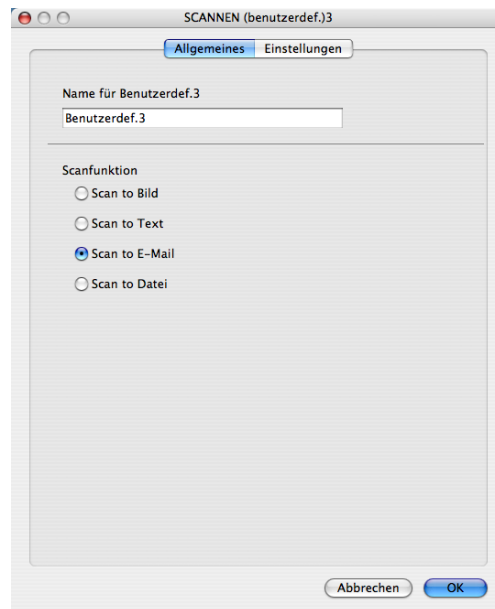 SCANNEN (benutzerdef.)3
Allgemeines Einstellungen
Name für Benutzerdef.3
Benutzerdef.3
Scanfunktion
Scan to Bild
Scan to Text
Scan to E-Mail
Scan to Datei
Abbrechen OK